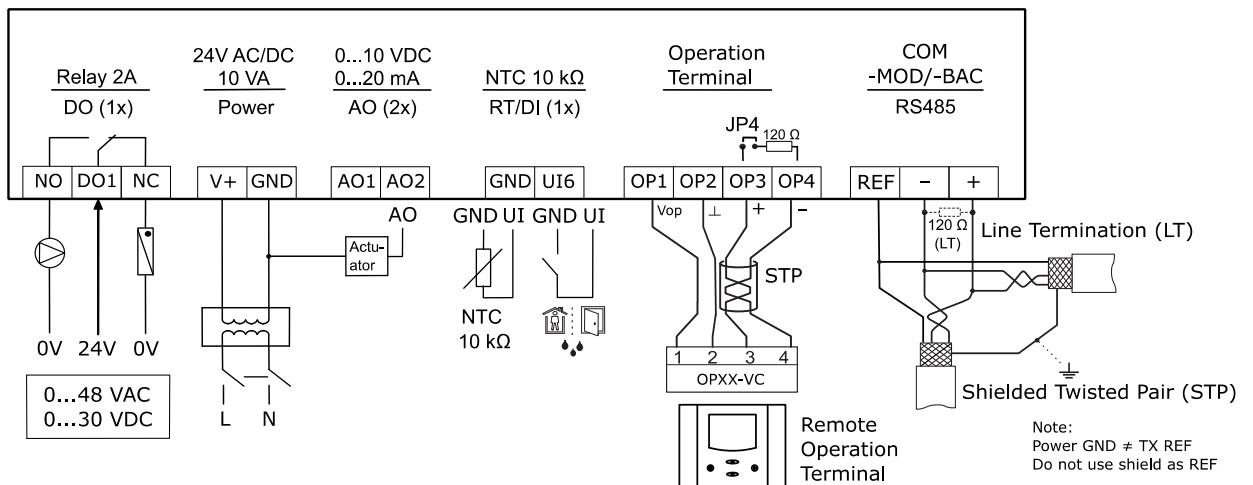 Relay 2A
DO (1x)
24V AC/DC
10 VA
Power
0...10 VDC
0...20 mA
AO (2x)
NTC 10 kΩ
RT/DI (1x)
Operation
Terminal
JP4
120 Ω
COM
-MOD/-BAC
RS485
NO DO1 NC
V+ GND
AO1 AO2
GND UI6
OP1 OP2 OP3 OP4
REF − +
AO
Actu-
ator
GND UI
GND UI
Vop ⊥ + −
STP
120 Ω
(LT)
Line Termination (LT)
NTC
10 kΩ
0V 24V 0V
0...48 VAC
0...30 VDC
L N
1 2 3 4
OPXX-VC
Remote
Operation
Terminal
Shielded Twisted Pair (STP)
Note:
Power GND ≠ TX REF
Do not use shield as REF